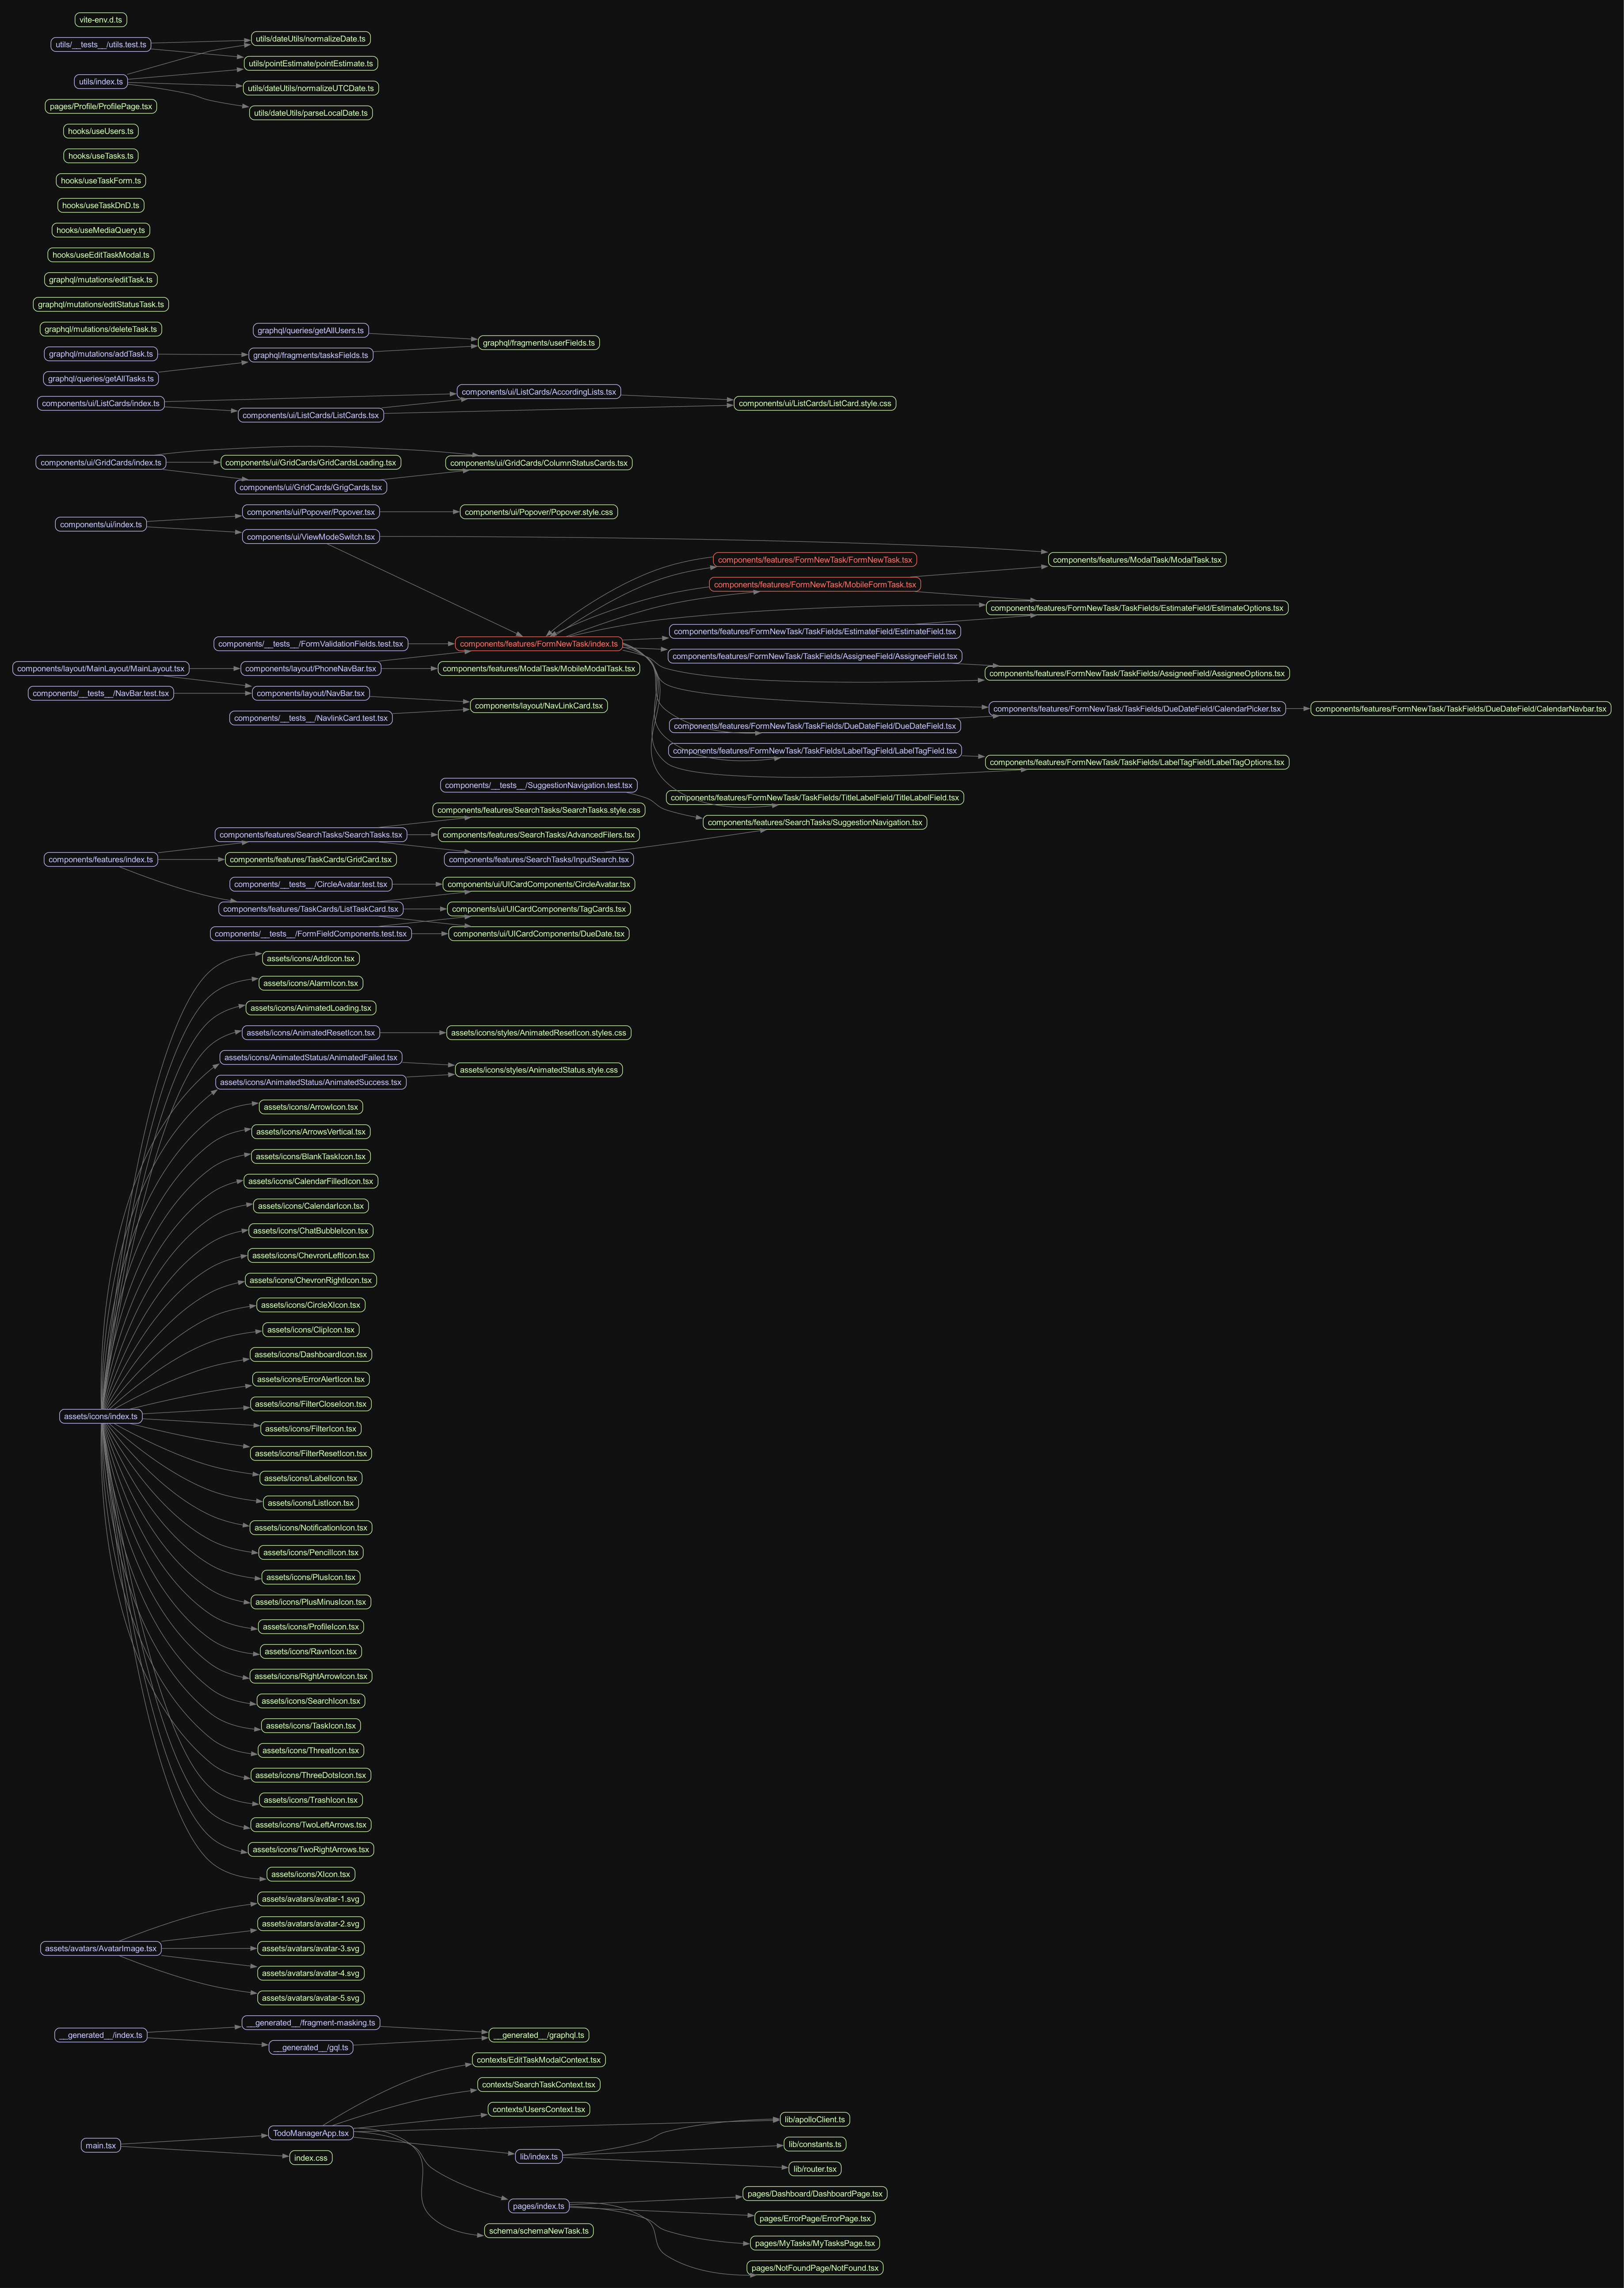 vite-env.d.ts
utils/__tests__/utils.test.ts
utils/dateUtils/normalizeDate.ts
utils/pointEstimate/pointEstimate.ts
utils/index.ts
utils/dateUtils/normalizeUTCDate.ts
pages/Profile/ProfilePage.tsx
utils/dateUtils/parseLocalDate.ts
hooks/useUsers.ts
hooks/useTasks.ts
hooks/useTaskForm.ts
hooks/useTaskDnD.ts
hooks/useMediaQuery.ts
hooks/useEditTaskModal.ts
graphql/mutations/editTask.ts
graphql/mutations/editStatusTask.ts
graphql/mutations/deleteTask.ts
graphql/queries/getAllUsers.ts
graphql/fragments/userFields.ts
graphql/mutations/addTask.ts
graphql/fragments/tasksFields.ts
graphql/queries/getAllTasks.ts
components/ui/ListCards/AccordingLists.tsx
components/ui/ListCards/index.ts
components/ui/ListCards/ListCard.style.css
components/ui/ListCards/ListCards.tsx
components/ui/GridCards/index.ts
components/ui/GridCards/GridCardsLoading.tsx
components/ui/GridCards/ColumnStatusCards.tsx
components/ui/GridCards/GrigCards.tsx
components/ui/Popover/Popover.tsx
components/ui/Popover/Popover.style.css
components/ui/index.ts
components/ui/ViewModeSwitch.tsx
components/features/FormNewTask/FormNewTask.tsx
components/features/ModalTask/ModalTask.tsx
components/features/FormNewTask/MobileFormTask.tsx
components/features/FormNewTask/TaskFields/EstimateField/EstimateOptions.tsx
components/features/FormNewTask/TaskFields/EstimateField/EstimateField.tsx
components/__tests__/FormValidationFields.test.tsx
components/features/FormNewTask/index.ts
components/features/FormNewTask/TaskFields/AssigneeField/AssigneeField.tsx
components/layout/MainLayout/MainLayout.tsx
components/layout/PhoneNavBar.tsx
components/features/ModalTask/MobileModalTask.tsx
components/features/FormNewTask/TaskFields/AssigneeField/AssigneeOptions.tsx
components/__tests__/NavBar.test.tsx
components/layout/NavBar.tsx
components/layout/NavLinkCard.tsx
components/features/FormNewTask/TaskFields/DueDateField/CalendarPicker.tsx
components/features/FormNewTask/TaskFields/DueDateField/CalendarNavbar.tsx
components/__tests__/NavlinkCard.test.tsx
components/features/FormNewTask/TaskFields/DueDateField/DueDateField.tsx
components/features/FormNewTask/TaskFields/LabelTagField/LabelTagField.tsx
components/features/FormNewTask/TaskFields/LabelTagField/LabelTagOptions.tsx
components/__tests__/SuggestionNavigation.test.tsx
components/features/FormNewTask/TaskFields/TitleLabelField/TitleLabelField.tsx
components/features/SearchTasks/SearchTasks.style.css
components/features/SearchTasks/SuggestionNavigation.tsx
components/features/SearchTasks/SearchTasks.tsx
components/features/SearchTasks/AdvancedFilers.tsx
components/features/index.ts
components/features/TaskCards/GridCard.tsx
components/features/SearchTasks/InputSearch.tsx
components/__tests__/CircleAvatar.test.tsx
components/ui/UICardComponents/CircleAvatar.tsx
components/features/TaskCards/ListTaskCard.tsx
components/ui/UICardComponents/TagCards.tsx
components/__tests__/FormFieldComponents.test.tsx
components/ui/UICardComponents/DueDate.tsx
assets/icons/AddIcon.tsx
assets/icons/AlarmIcon.tsx
assets/icons/AnimatedLoading.tsx
assets/icons/AnimatedResetIcon.tsx
assets/icons/styles/AnimatedResetIcon.styles.css
assets/icons/AnimatedStatus/AnimatedFailed.tsx
assets/icons/styles/AnimatedStatus.style.css
assets/icons/AnimatedStatus/AnimatedSuccess.tsx
assets/icons/ArrowIcon.tsx
assets/icons/ArrowsVertical.tsx
assets/icons/BlankTaskIcon.tsx
assets/icons/CalendarFilledIcon.tsx
assets/icons/CalendarIcon.tsx
assets/icons/ChatBubbleIcon.tsx
assets/icons/ChevronLeftIcon.tsx
assets/icons/ChevronRightIcon.tsx
assets/icons/CircleXIcon.tsx
assets/icons/ClipIcon.tsx
assets/icons/DashboardIcon.tsx
assets/icons/ErrorAlertIcon.tsx
assets/icons/FilterCloseIcon.tsx
assets/icons/index.ts
assets/icons/FilterIcon.tsx
assets/icons/FilterResetIcon.tsx
assets/icons/LabelIcon.tsx
assets/icons/ListIcon.tsx
assets/icons/NotificationIcon.tsx
assets/icons/PencilIcon.tsx
assets/icons/PlusIcon.tsx
assets/icons/PlusMinusIcon.tsx
assets/icons/ProfileIcon.tsx
assets/icons/RavnIcon.tsx
assets/icons/RightArrowIcon.tsx
assets/icons/SearchIcon.tsx
assets/icons/TaskIcon.tsx
assets/icons/ThreatIcon.tsx
assets/icons/ThreeDotsIcon.tsx
assets/icons/TrashIcon.tsx
assets/icons/TwoLeftArrows.tsx
assets/icons/TwoRightArrows.tsx
assets/icons/XIcon.tsx
assets/avatars/avatar-1.svg
assets/avatars/avatar-2.svg
assets/avatars/AvatarImage.tsx
assets/avatars/avatar-3.svg
assets/avatars/avatar-4.svg
assets/avatars/avatar-5.svg
__generated__/fragment-masking.ts
__generated__/index.ts
__generated__/graphql.ts
__generated__/gql.ts
contexts/EditTaskModalContext.tsx
contexts/SearchTaskContext.tsx
contexts/UsersContext.tsx
lib/apolloClient.ts
TodoManagerApp.tsx
main.tsx
lib/constants.ts
index.css
lib/index.ts
lib/router.tsx
pages/Dashboard/DashboardPage.tsx
pages/index.ts
pages/ErrorPage/ErrorPage.tsx
schema/schemaNewTask.ts
pages/MyTasks/MyTasksPage.tsx
pages/NotFoundPage/NotFound.tsx